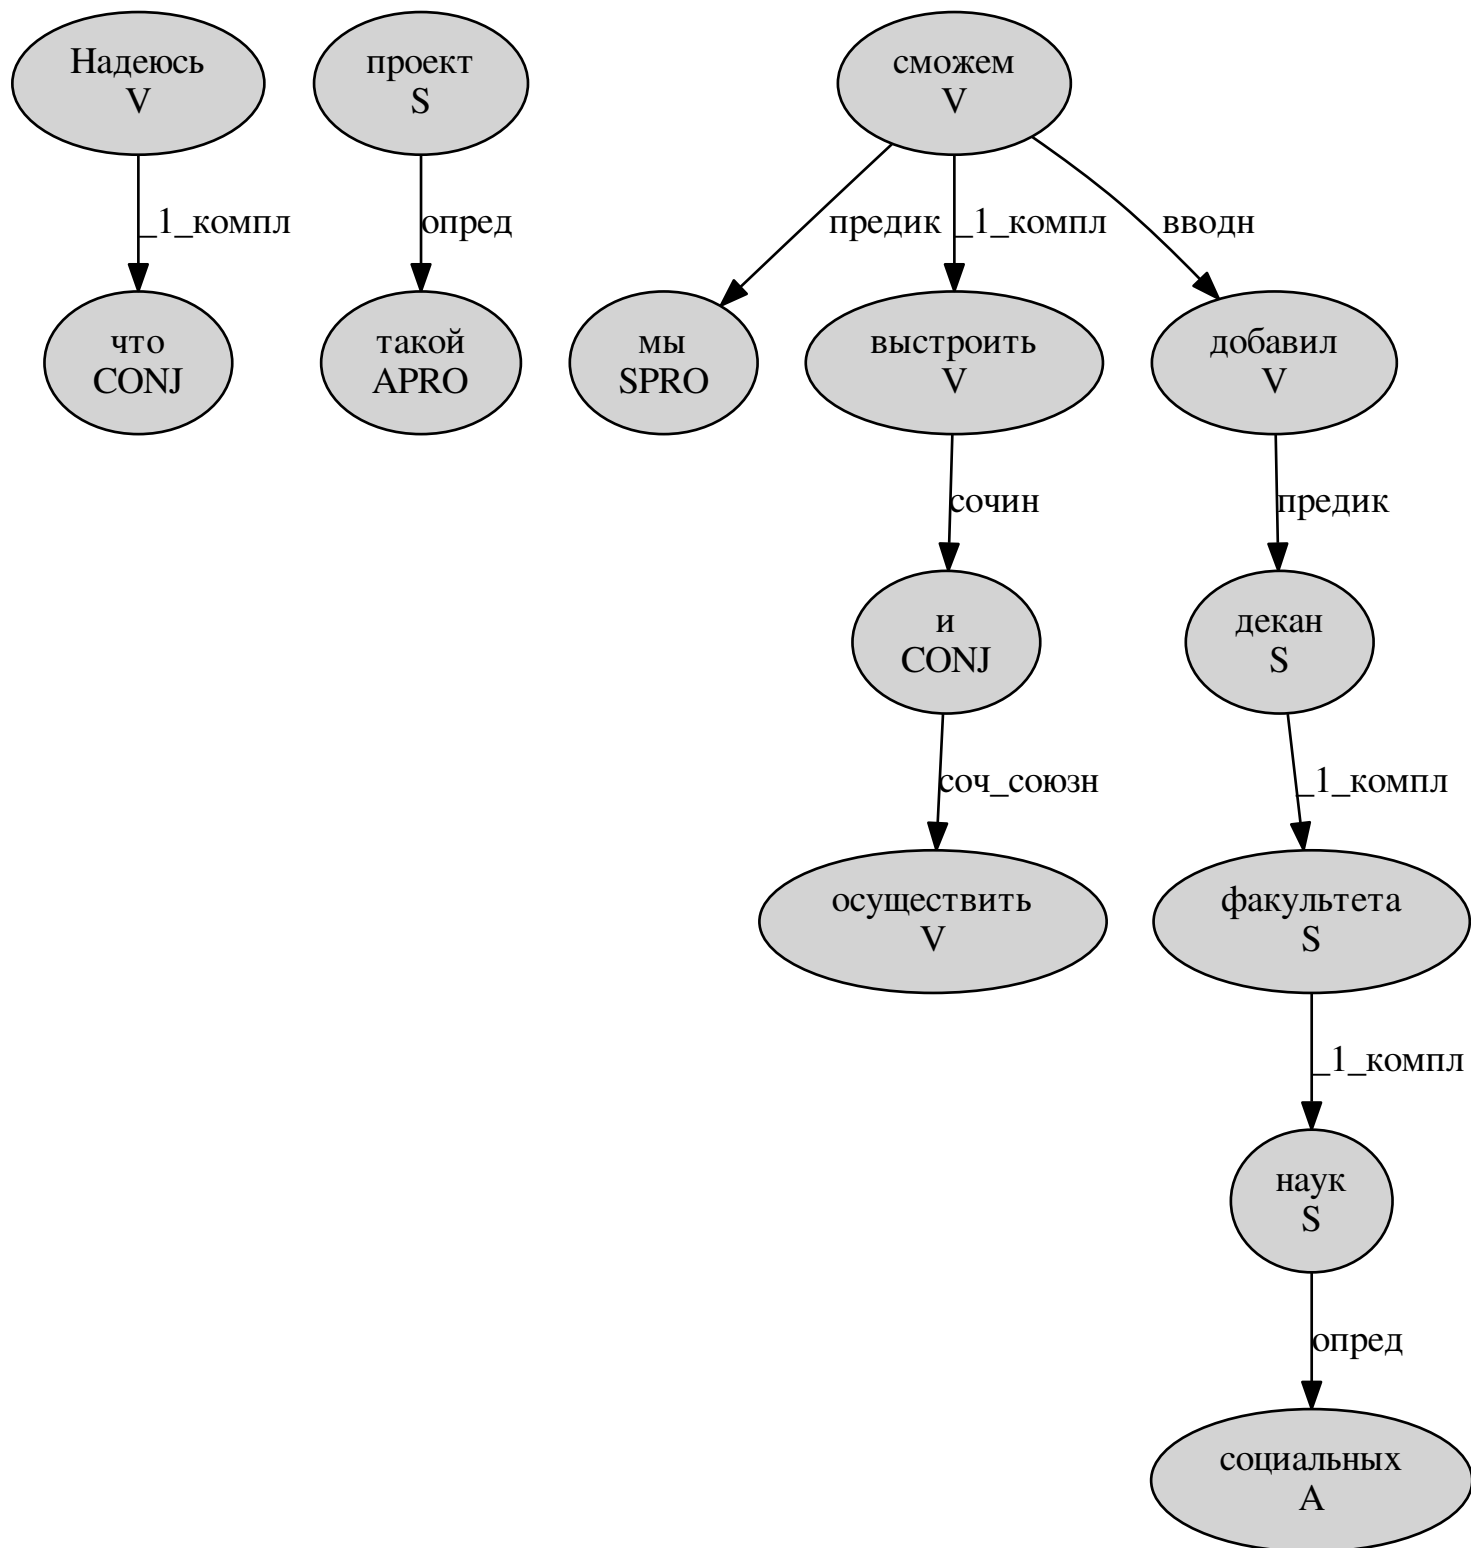 Надеюсь
V
проект
S
сможем
V
_1_компл
опред
предик
_1_компл
вводн
что
CONJ
такой
APRO
мы
SPRO
выстроить
V
добавил
V
сочин
предик
и
CONJ
декан
S
соч_союзн
_1_компл
осуществить
V
факультета
S
_1_компл
наук
S
опред
социальных
A